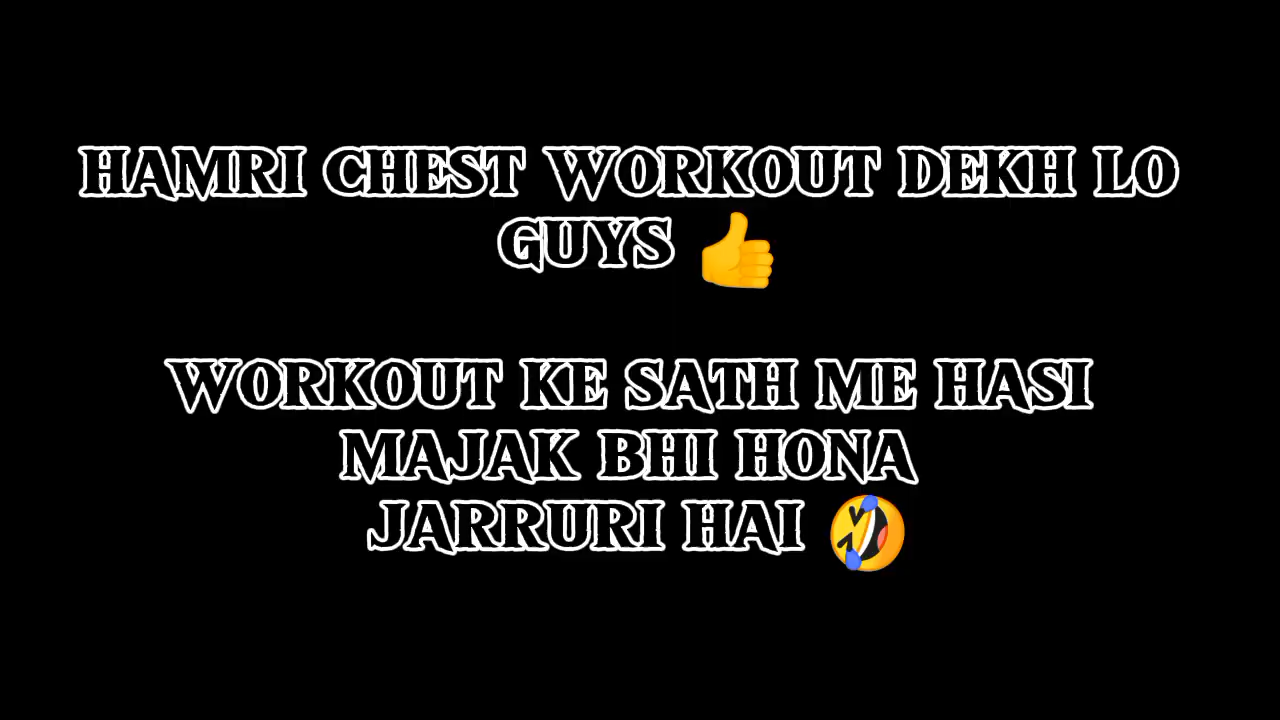 HAMRI CHEST WORKOUT DEKH LO
GUYS 👍
WORKOUT KE SATH ME HASI
MAJAK BHI HONA
JARRURI HAI 🤣